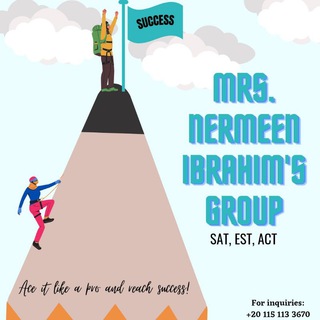 SUCCESS
MRS.
NERMEEN
IBRAHIM'S
GROUP
SAT, EST, ACT
Ace it like a pro and reach success!
For inquiries:
+20 115 113 3670